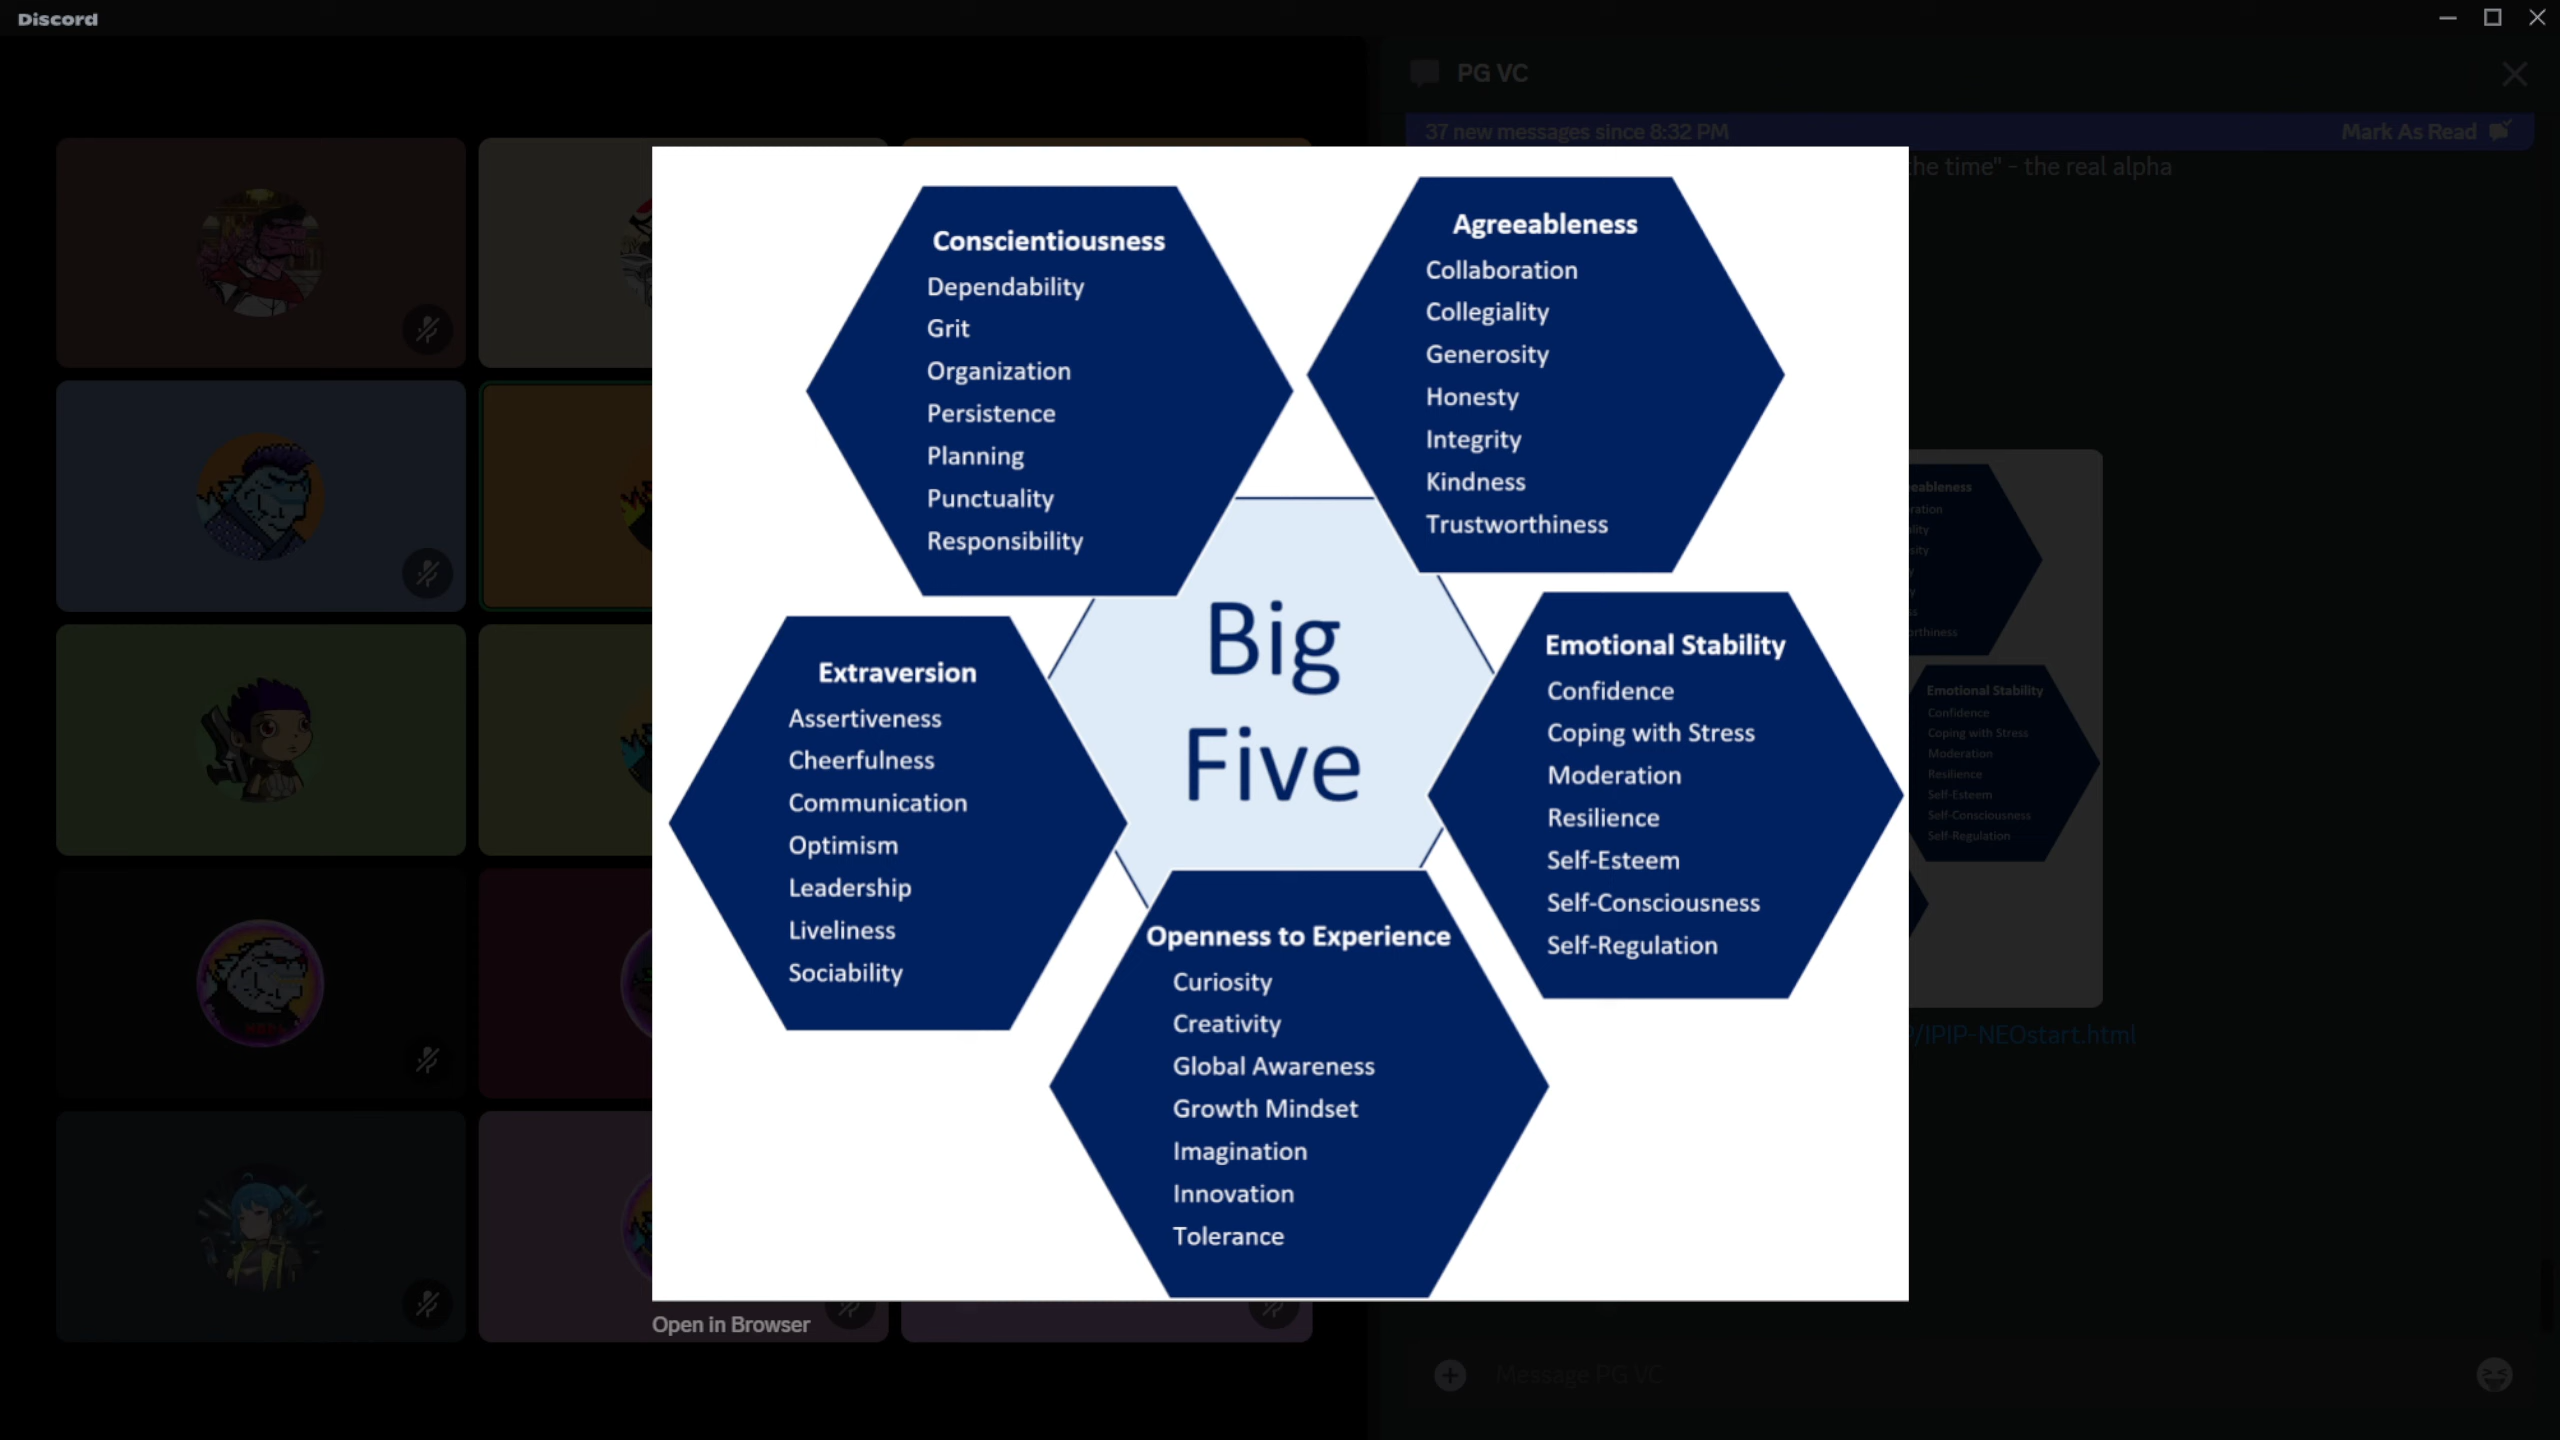 Discord
PG VC
37 new messages since 8:32 PM
Mark As Read
he time" - the real alpha
Conscientiousness
Dependability
Grit
Organization
Persistence
Planning
Punctuality
Responsibility
Agreeableness
Collaboration
Collegiality
Generosity
Honesty
Integrity
Kindness
Trustworthiness
Big
Five
Extraversion
Assertiveness
Cheerfulness
Communication
Optimism
Leadership
Liveliness
Sociability
Emotional Stability
Confidence
Coping with Stress
Moderation
Resilience
Self-Esteem
Self-Consciousness
Self-Regulation
Openness to Experience
Curiosity
Creativity
Global Awareness
Growth Mindset
Imagination
Innovation
Tolerance
Emotional Stability
Confidence
Coping with Stress
Moderation
Resilience
Self-Esteem
Self-Consciousness
Self-Regulation
/IPIP-NEOstart.html
Open in Browser
Message PG VC